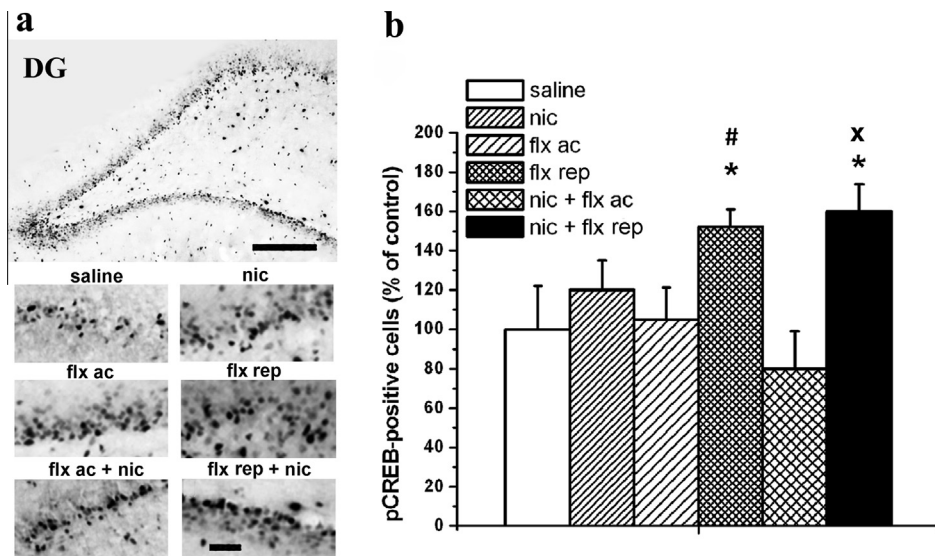 a
DG
saline nic
flx ac flx rep
flx ac + nic flx rep + nic
b
saline
nic
flx ac
flx rep
nic + flx ac
nic + flx rep
pCREB-positive cells (% of control)
200
180
160
140
120
100
80
60
40
20
0
#
*
x
*